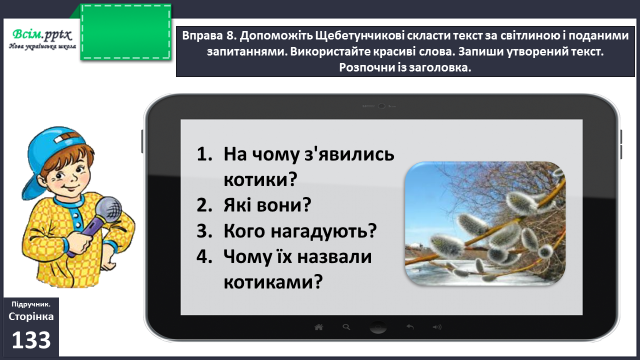 Всім.pptx
Нова українська школа
Вправа 8. Допоможіть Щебетунчикові скласти текст за світлиною і поданими
запитаннями. Використайте красиві слова. Запиши утворений текст.
Розпочни із заголовка.
1. На чому з'явились
котики?
2. Які вони?
3. Кого нагадують?
4. Чому їх назвали
котиками?
Підручник.
Сторінка
133